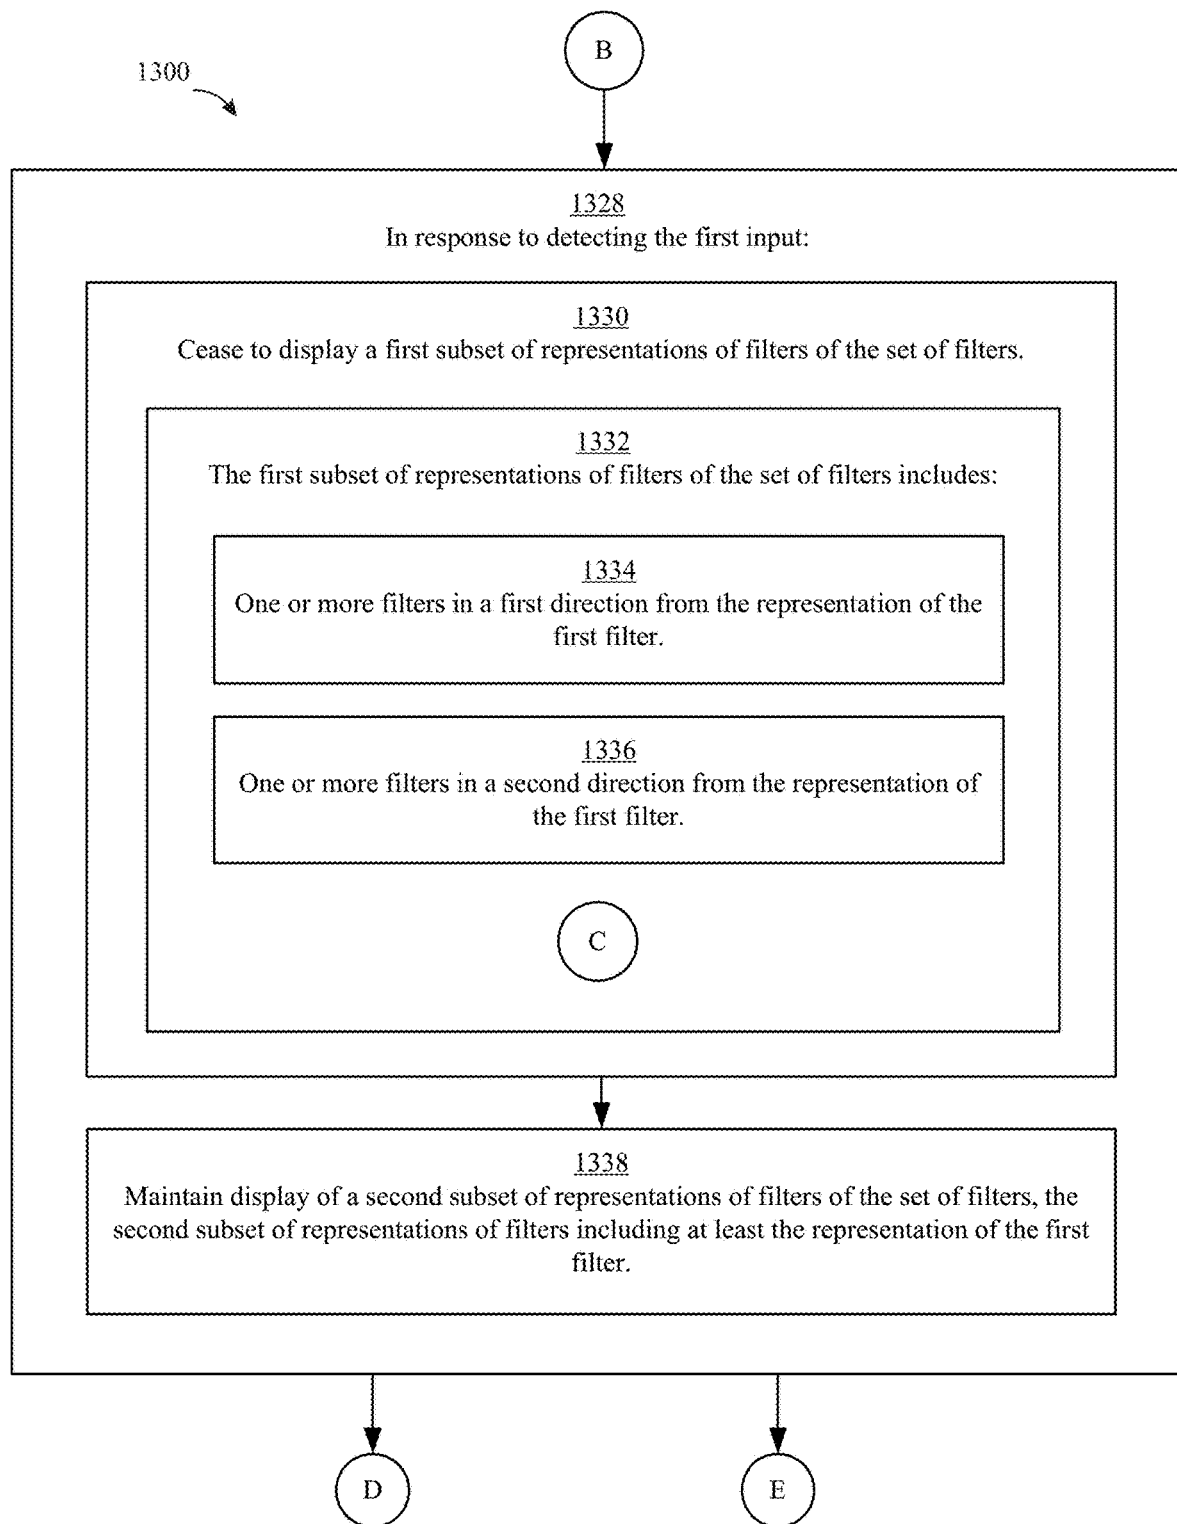 B
1300
1328
In response to detecting the first input:
1330
Cease to display a first subset of representations of filters of the set of filters.
1332
The first subset of representations of filters of the set of filters includes:
1334
One or more filters in a first direction from the representation of the
first filter.
1336
One or more filters in a second direction from the representation of
the first filter.
C
1338
Maintain display of a second subset of representations of filters of the set of filters, the
second subset of representations of filters including at least the representation of the first
filter.
D
E